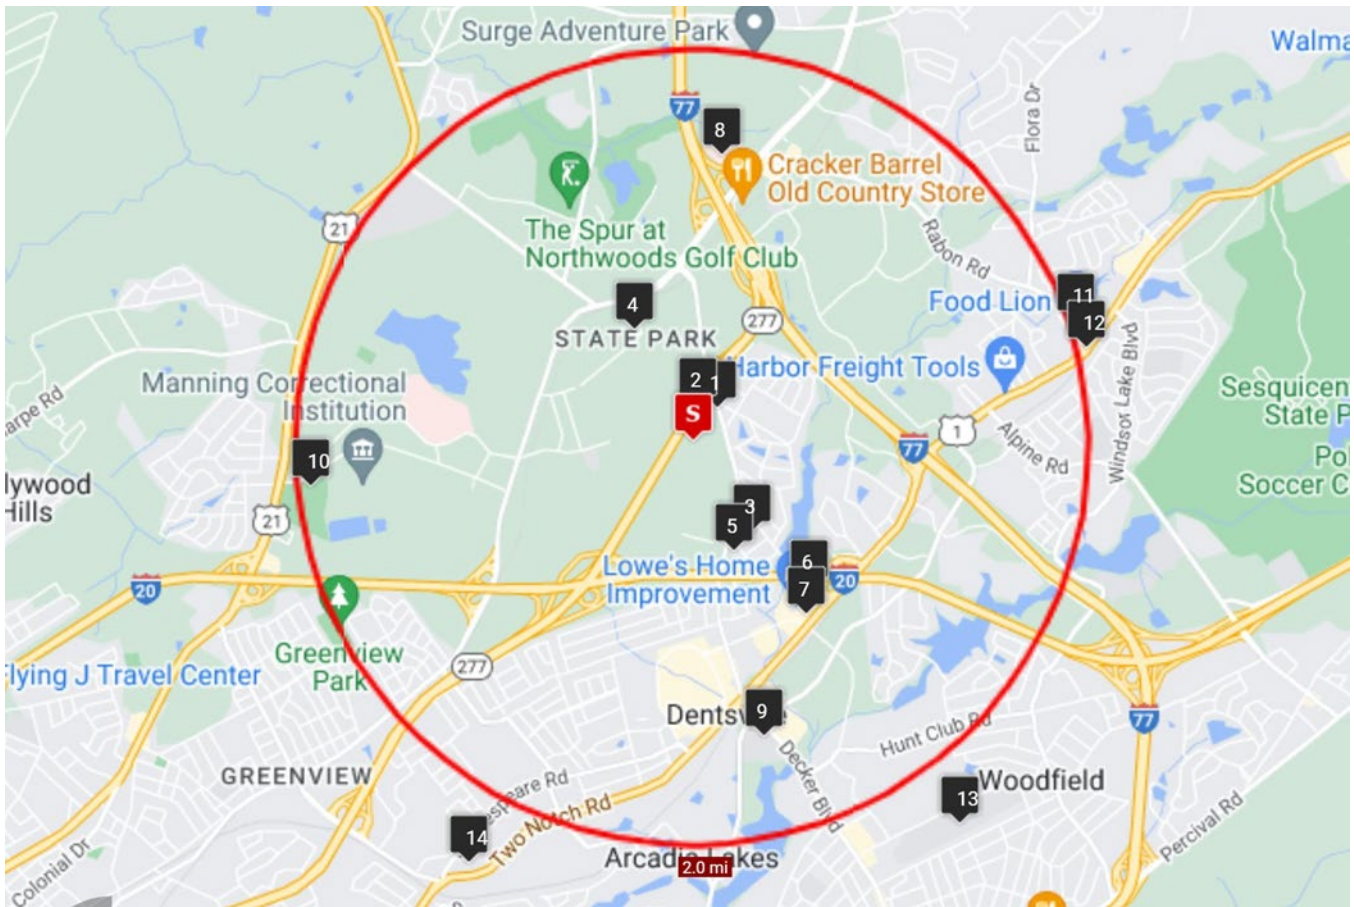 Surge Adventure Park
Walma
77
8
Flora Dr
Cracker Barrel
Old Country Store
21
The Spur at
Northwoods Golf Club
Rabon Rd
4
Food Lion
11
12
277
STATE PARK
Windsor Lake Blvd
Harbor Freight Tools
2
1
S
Manning Correctional
Institution
arpe Rd
Sesquicen
State P
1
Alpine Rd
77
Po
Soccer C
10
lywood
Hills
21
3
5
6
7
Lowe's Home
Improvement
20
20
Greenview
Park
277
Flying J Travel Center
9
77
Hunt Club Rd
Decker Blvd
GREENVIEW
Woodfield
13
14
Two Notch Rd
Percival Rd
Colonial Dr
2.0 mi